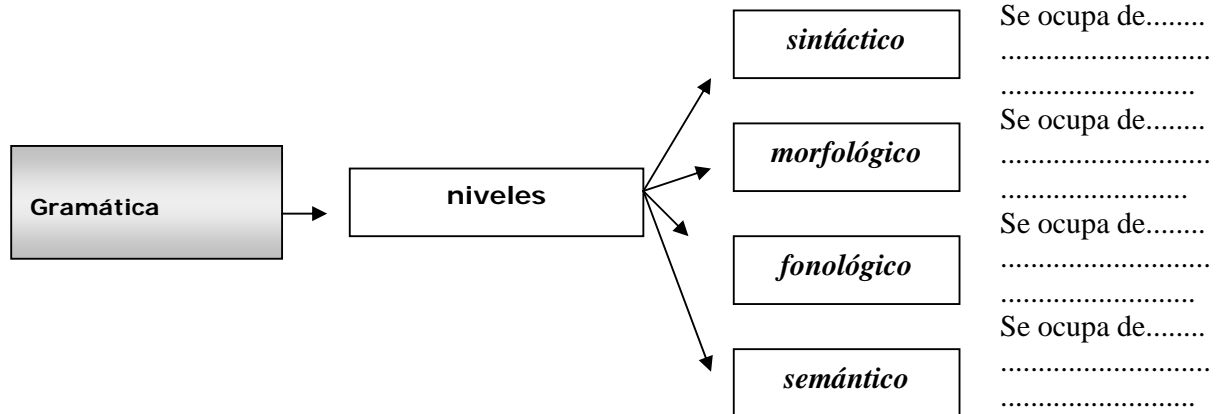 Gramática
niveles
sintáctico
Se ocupa de........
............................
..........................
morfológico
Se ocupa de........
............................
.........................
fonológico
Se ocupa de........
............................
..........................
semántico
Se ocupa de........
............................
..........................